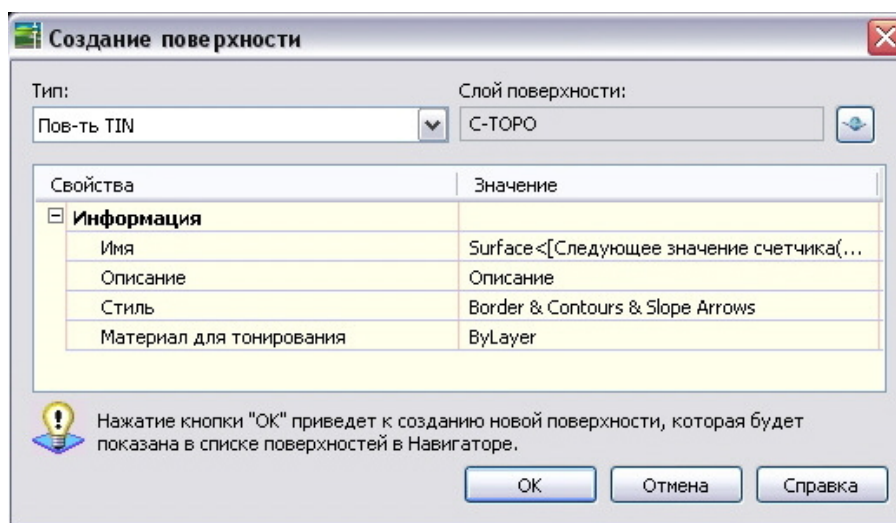 Создание поверхности
Тип:
Слой поверхности:
Пов-ть TIN
C-TOPO
Свойства
Значение
Информация
Имя
Surface<[Следующее значение счетчика(...
Описание
Описание
Стиль
Border & Contours & Slope Arrows
Материал для тонирования
ByLayer
Нажатие кнопки "ОК" приведет к созданию новой поверхности, которая будет
показана в списке поверхностей в Навигаторе.
ОК
Отмена
Справка